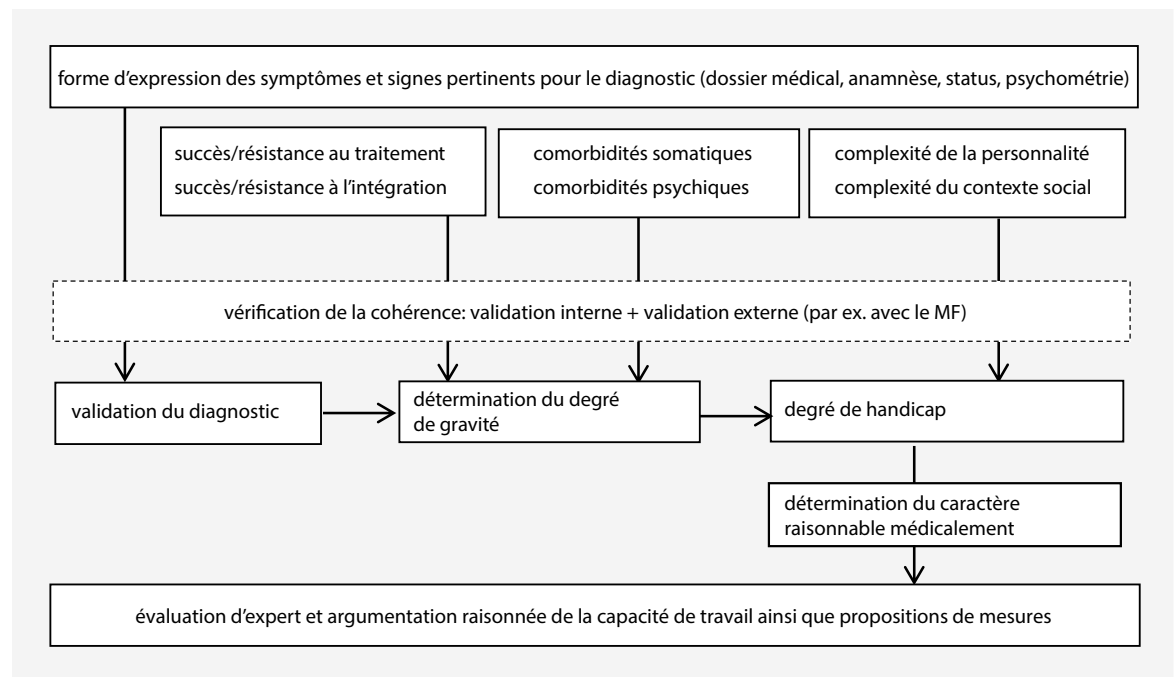 forme d’expression des symptômes et signes pertinents pour le diagnostic (dossier médical, anamnèse, status, psychométrie)
succès/résistance au traitement
succès/résistance à l’intégration
comorbidités somatiques
comorbidités psychiques
complexité de la personnalité
complexité du contexte social
vérification de la cohérence: validation interne + validation externe (par ex. avec le MF)
validation du diagnostic
détermination du degré
de gravité
degré de handicap
détermination du caractère
raisonnable médicalement
évaluation d’expert et argumentation raisonnée de la capacité de travail ainsi que propositions de mesures